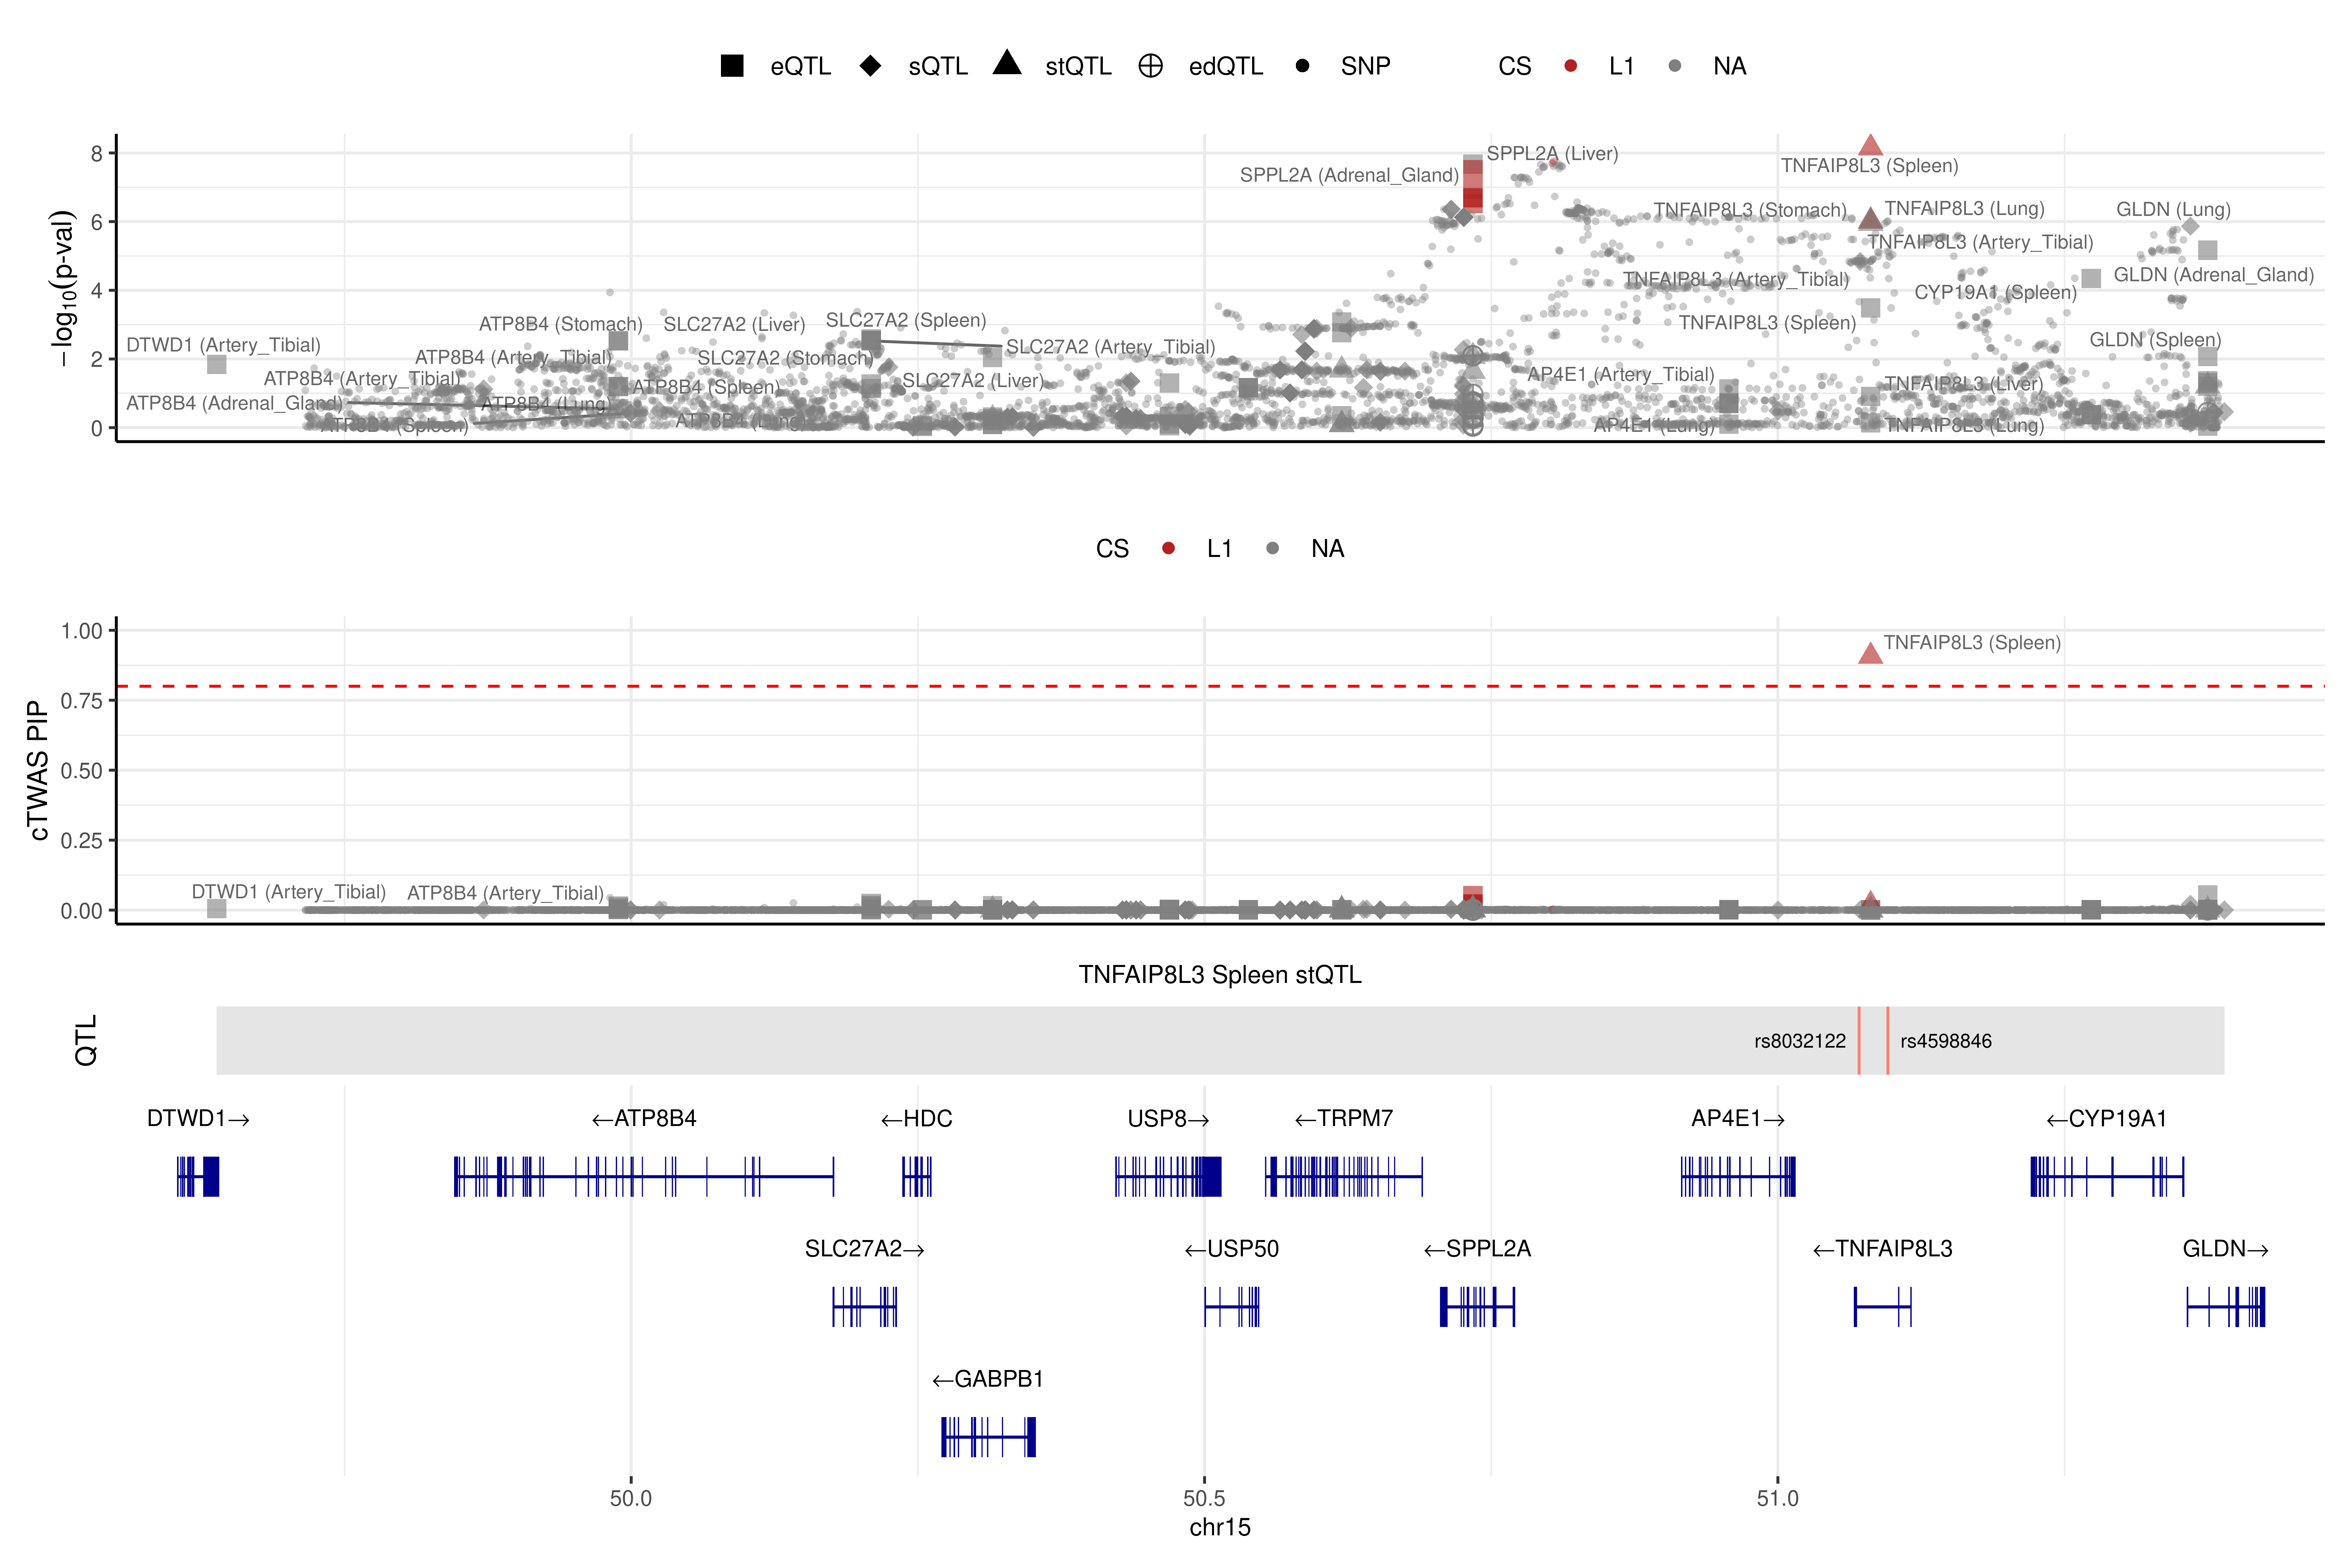 eQTL sQTL stQTL edQTL SNP CS L1 NA
−log10(p-val)
8
6
4
2
0
SPPL2A (Liver)
TNFAIP8L3 (Spleen)
SPPL2A (Adrenal_Gland)
TNFAIP8L3 (Stomach)
TNFAIP8L3 (Lung)
GLDN (Lung)
TNFAIP8L3 (Artery_Tibial)
TNFAIP8L3 (Artery_Tibial)
GLDN (Adrenal_Gland)
CYP19A1 (Spleen)
ATP8B4 (Stomach)
SLC27A2 (Liver)
SLC27A2 (Spleen)
TNFAIP8L3 (Spleen)
DTWD1 (Artery_Tibial)
ATP8B4 (Artery_Tibial)
SLC27A2 (Stomach)
SLC27A2 (Artery_Tibial)
GLDN (Spleen)
ATP8B4 (Artery_Tibial)
ATP8B4 (Spleen)
SLC27A2 (Liver)
AP4E1 (Artery_Tibial)
TNFAIP8L3 (Liver)
ATP8B4 (Adrenal_Gland)
ATP8B4 (Lung)
ATP8B4 (Spleen)
ATP8B4 (Lung)
AP4E1 (Lung)
TNFAIP8L3 (Lung)
CS L1 NA
cTWAS PIP
1.00
0.75
0.50
0.25
0.00
TNFAIP8L3 (Spleen)
DTWD1 (Artery_Tibial)
ATP8B4 (Artery_Tibial)
TNFAIP8L3 Spleen stQTL
QTL
rs8032122
rs4598846
DTWD1→
←ATP8B4
←HDC
USP8→
←TRPM7
AP4E1→
←CYP19A1
SLC27A2→
←USP50
←SPPL2A
←TNFAIP8L3
GLDN→
←GABPB1
50.0
50.5
51.0
chr15